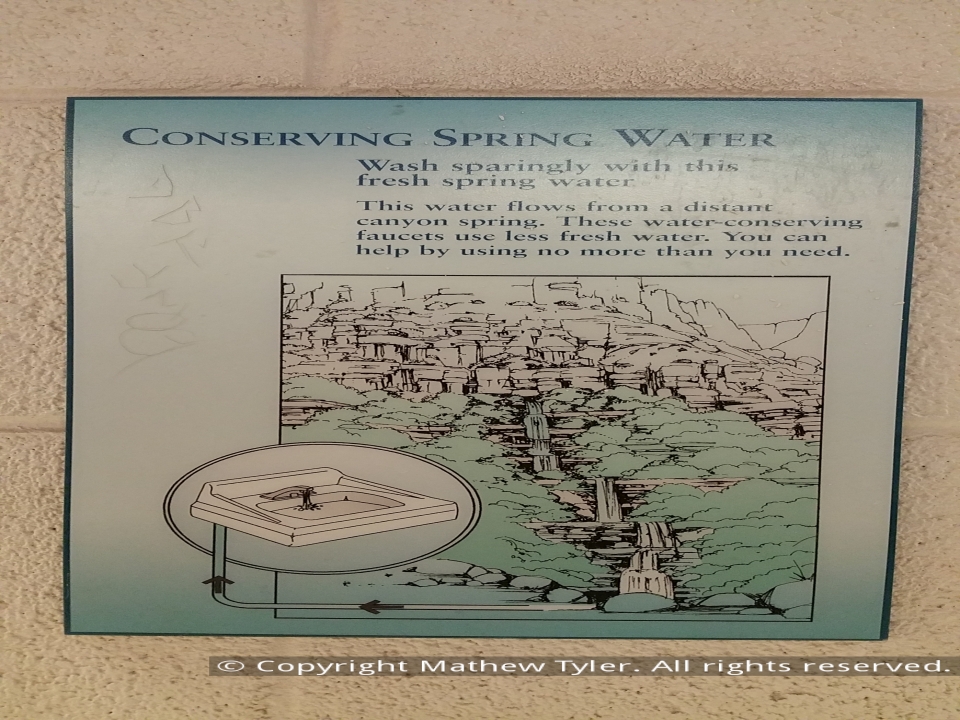 CONSERVING SPRING WATER
Wash sparingly with this
fresh spring water
This water flows from a distant
canyon spring. These water-conserving
faucets use less fresh water. You can
help by using no more than you need.
© Copyright Mathew Tyler. All rights reserved.